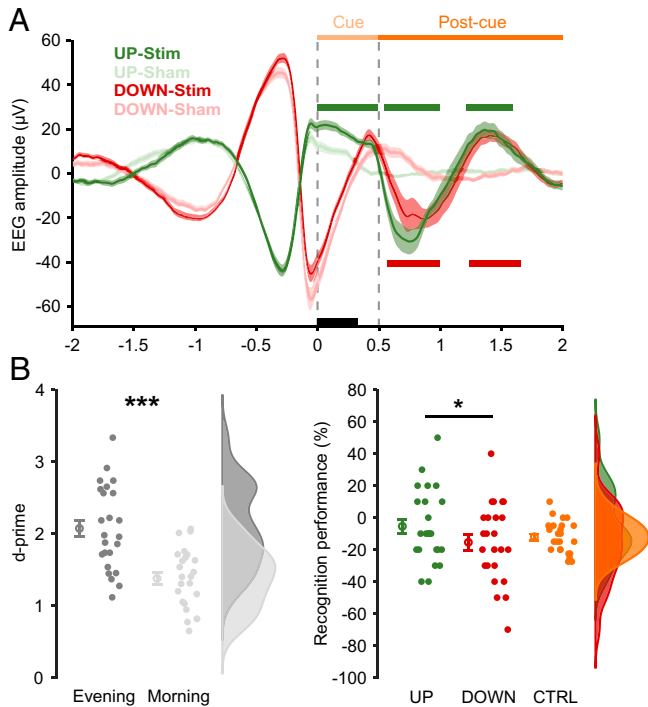 A
Cue
Post-cue
UP-Stim
UP-Sham
DOWN-Stim
DOWN-Sham
EEG amplitude (μV)
60
40
20
0
-20
-40
-60
-2
-1.5
-1
-0.5
0
0.5
1
1.5
2
B
d-prime
4
3
2
1
0
***
Evening
Morning
Recognition performance (%)
80
60
40
20
0
-20
-40
-60
-80
-100
*
UP
DOWN
CTRL